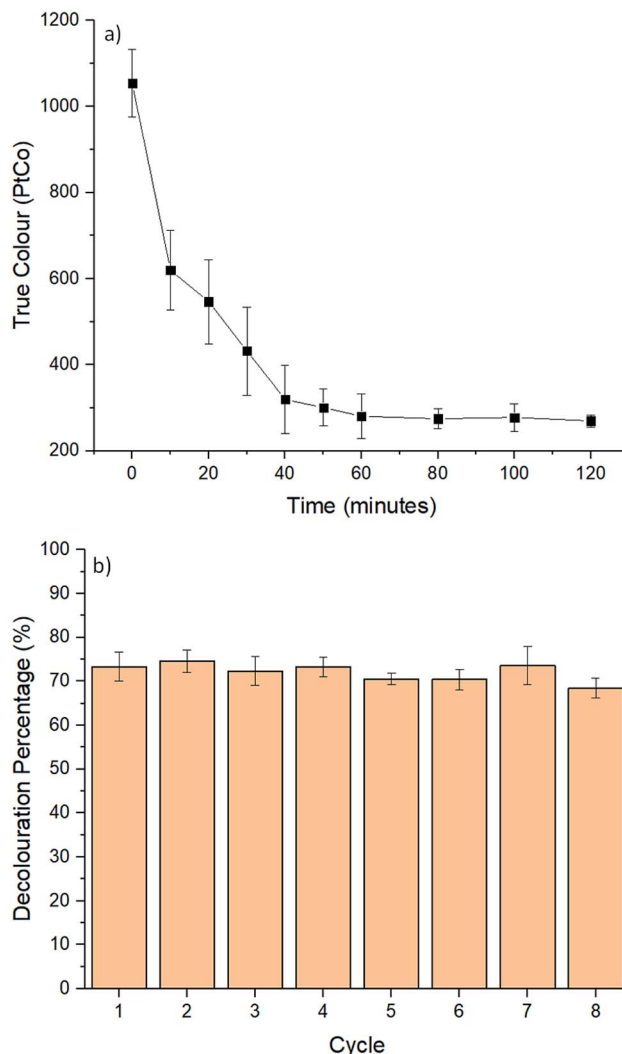 a)
True Colour (PtCo)
1200
1000
800
600
400
200
0 20 40 60 80 100 120
Time (minutes)
b)
Decolouration Percentage (%)
100
90
80
70
60
50
40
30
20
10
0
1 2 3 4 5 6 7 8
Cycle